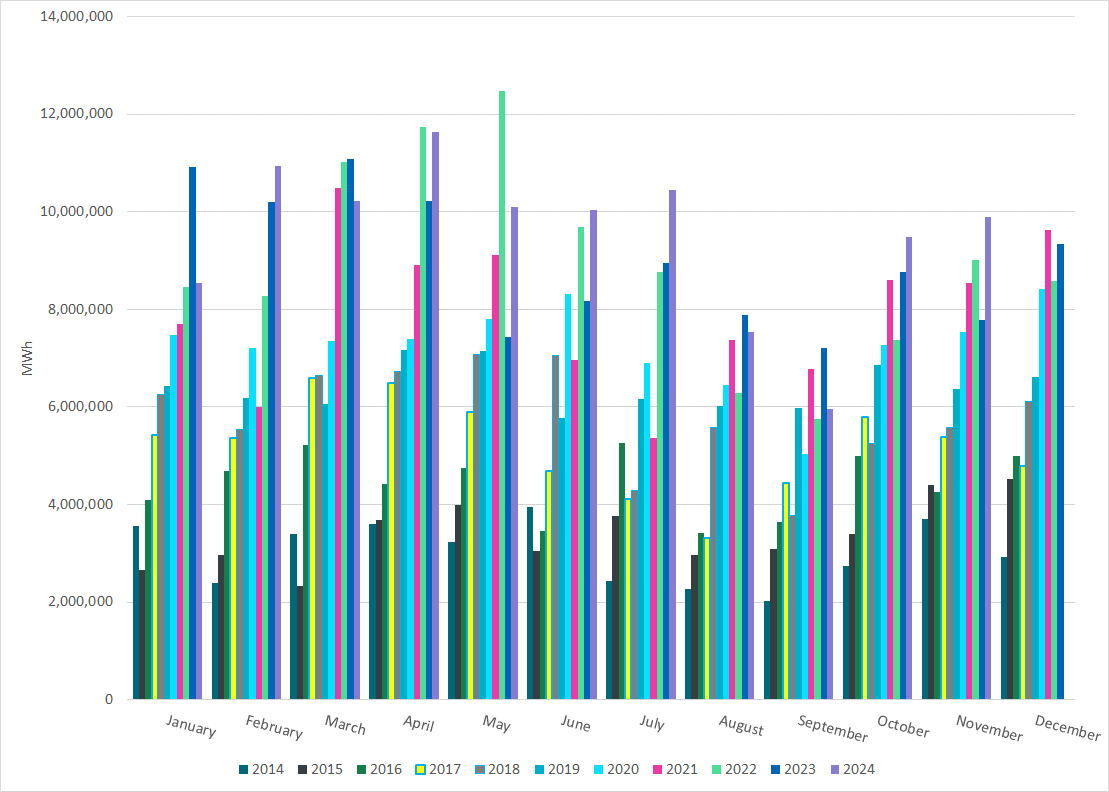 14,000,000
12,000,000
10,000,000
8,000,000
6,000,000
4,000,000
2,000,000
0
MWh
January February March April May June July August September October November December
2014 2015 2016 2017 2018 2019 2020 2021 2022 2023 2024